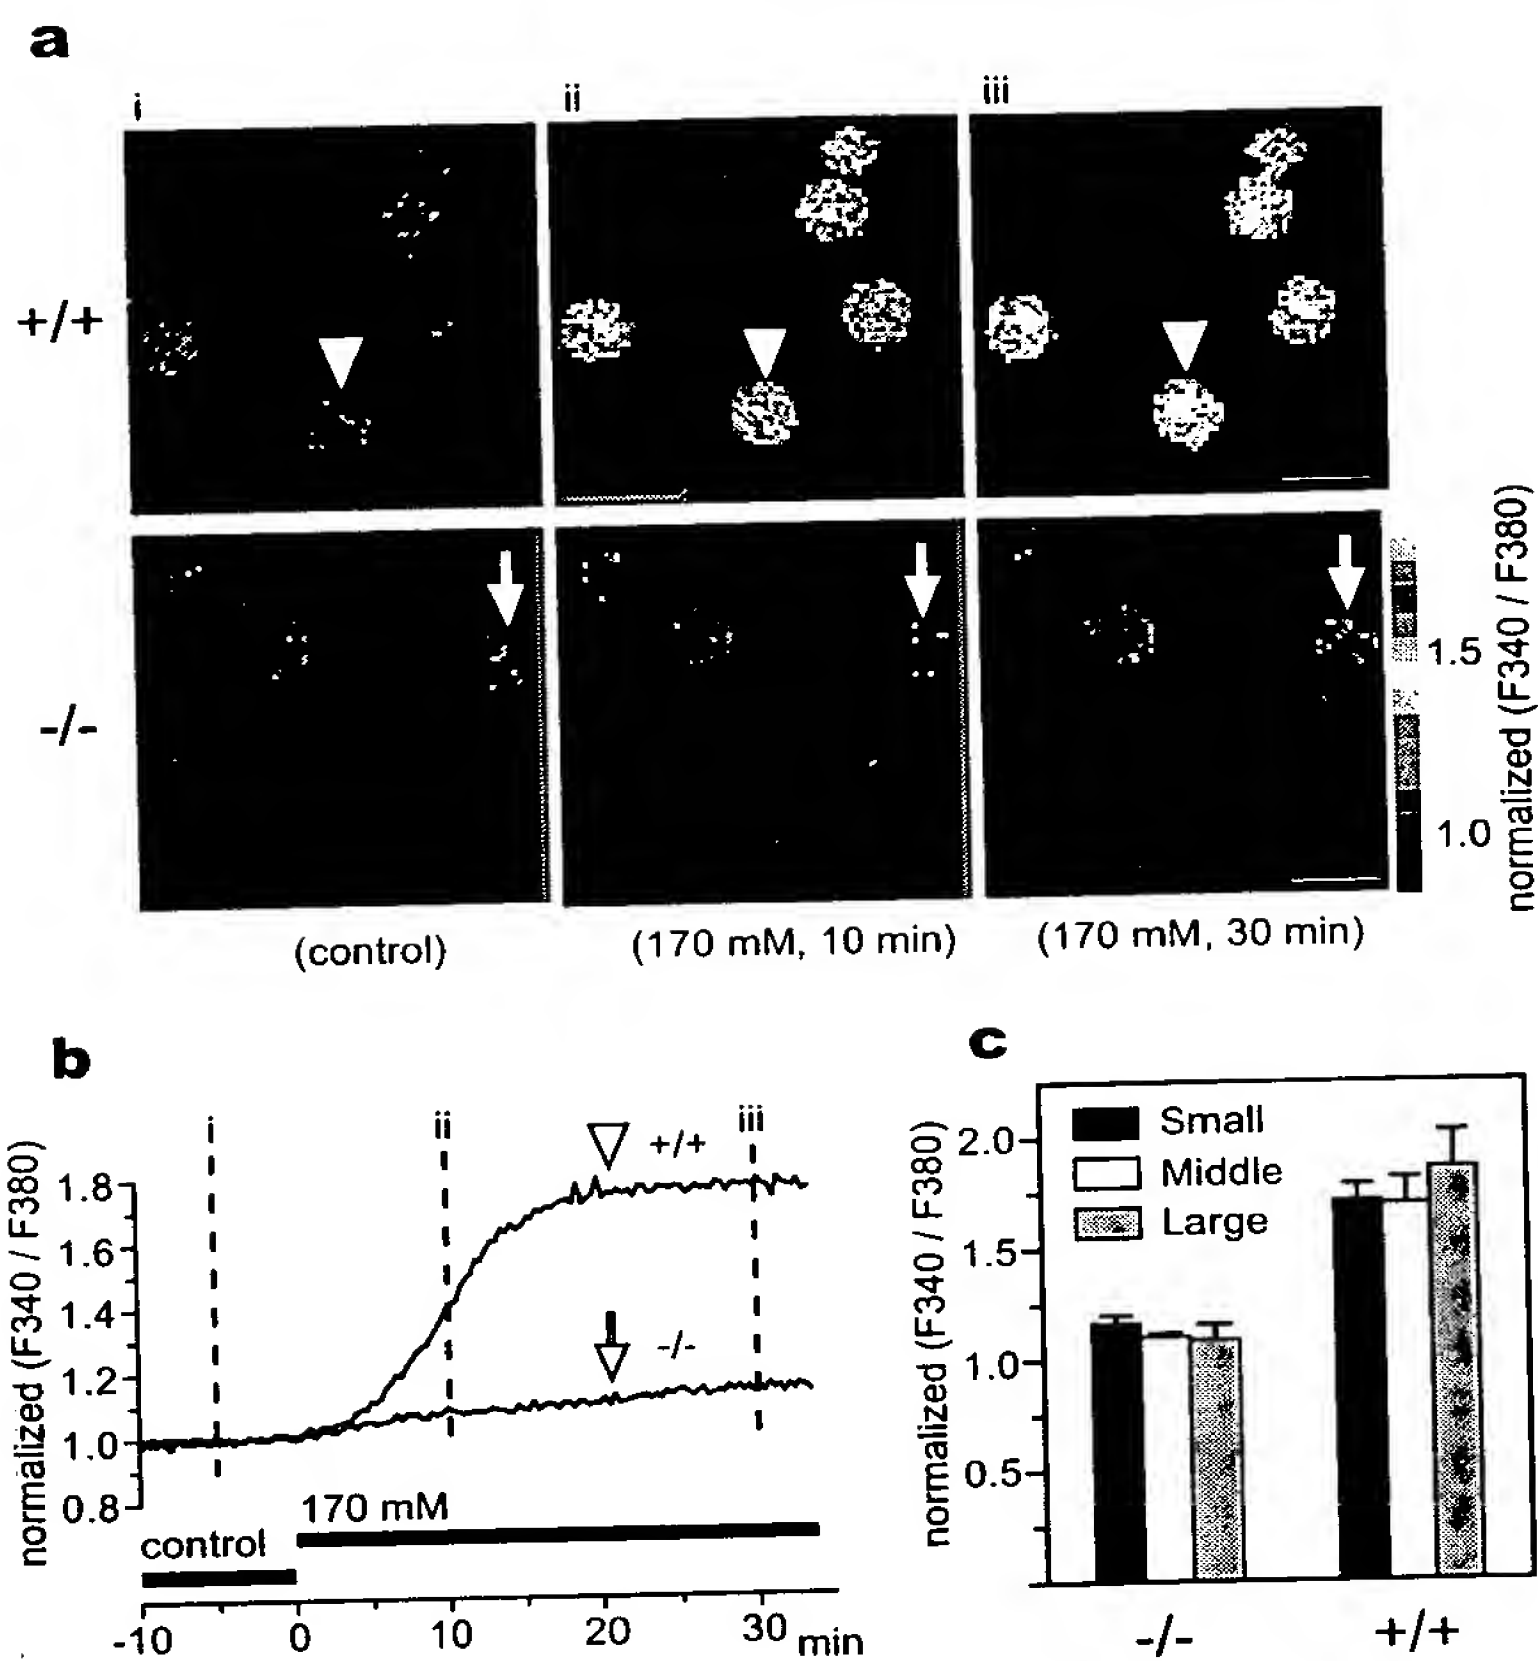 a
i ii iii
+/+
-/-
normalized (F340 / F380)
1.5
1.0
(control) (170 mM, 10 min) (170 mM, 30 min)
b
normalized (F340 / F380)
1.8
1.6
1.4
1.2
1.0
0.8
i ii iii
+/+
-/-
170 mM
control
-10 0 10 20 30 min
c
normalized (F340 / F380)
2.0
1.5
1.0
0.5
Small
Middle
Large
-/- +/+